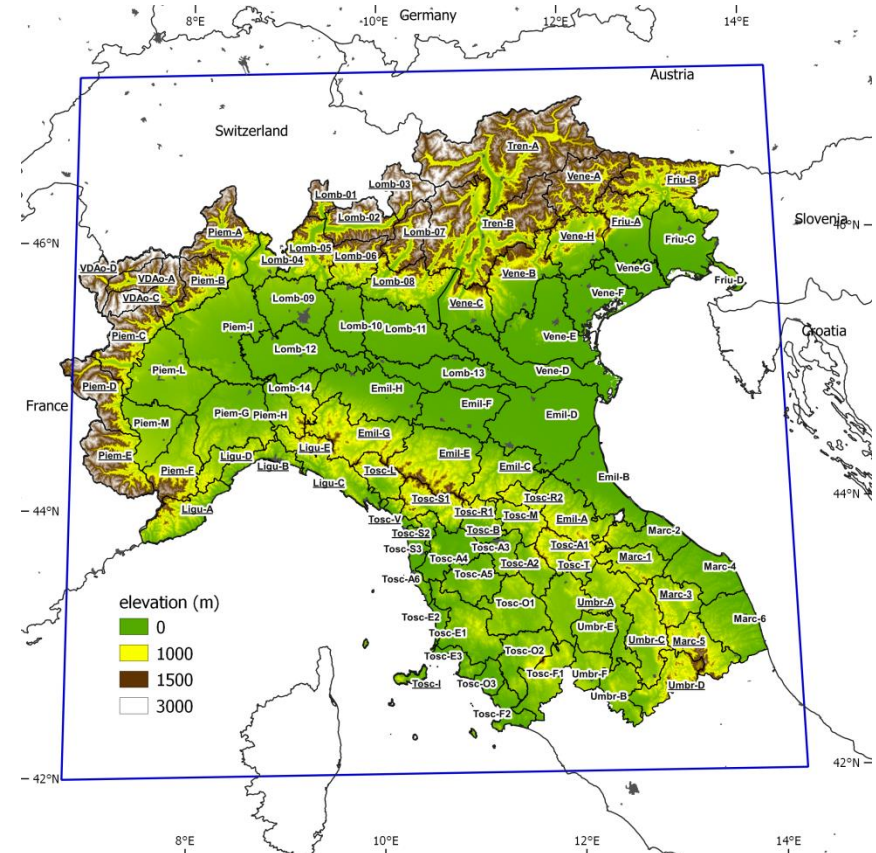 Germany
8°E 10°E 12°E 14°E
Austria
Switzerland
Tren-A
Vene-A
Friu-B
Lomb-03
Lomb-01
Lomb-02
Piem-A
Lomb-07
Tren-B
Friu-A
Slovenia
46°N
46°N
Vene-H
Friu-C
Lomb-05
Lomb-06
Lomb-04
VDAo-D
VDAo-A
Piem-B
Lomb-08
Vene-B
Vene-G
Friu-D
VDAo-C
Lomb-09
Vene-C
Vene-F
Piem-C
Piem-I
Lomb-10
Lomb-11
Vene-E
Croatia
Lomb-12
Piem-L
Lomb-13
Vene-D
Piem-D
Lomb-14
Emil-H
France
Emil-F
Piem-G
Piem-H
Emil-D
Piem-M
Emil-G
Ligu-E
Emil-E
Piem-E
Ligu-D
Piem-F
Ligu-B
Tosc-L
Emil-C
Emil-B
Ligu-C
44°N
44°N
Ligu-A
Tosc-S1
Tosc-R2
Tosc-R1
Tosc-M
Tosc-V
Emil-A
Tosc-S2
Tosc-B
Marc-2
Tosc-S3
Tosc-A3
Tosc-A1
Tosc-A4
Tosc-A2
Tosc-T
Marc-1
Marc-4
Tosc-A6
Tosc-A5
elevation (m)
Tosc-O1
Umbr-A
Marc-3
Tosc-E2
Umbr-E
Marc-6
0
Tosc-E1
Umbr-C
Marc-5
1000
Tosc-E3
Tosc-O2
1500
Tosc-I
Tosc-O3
Tosc-F1
Umbr-F
Umbr-D
3000
Umbr-B
Tosc-F2
42°N
42°N
8°E 10°E 12°E 14°E